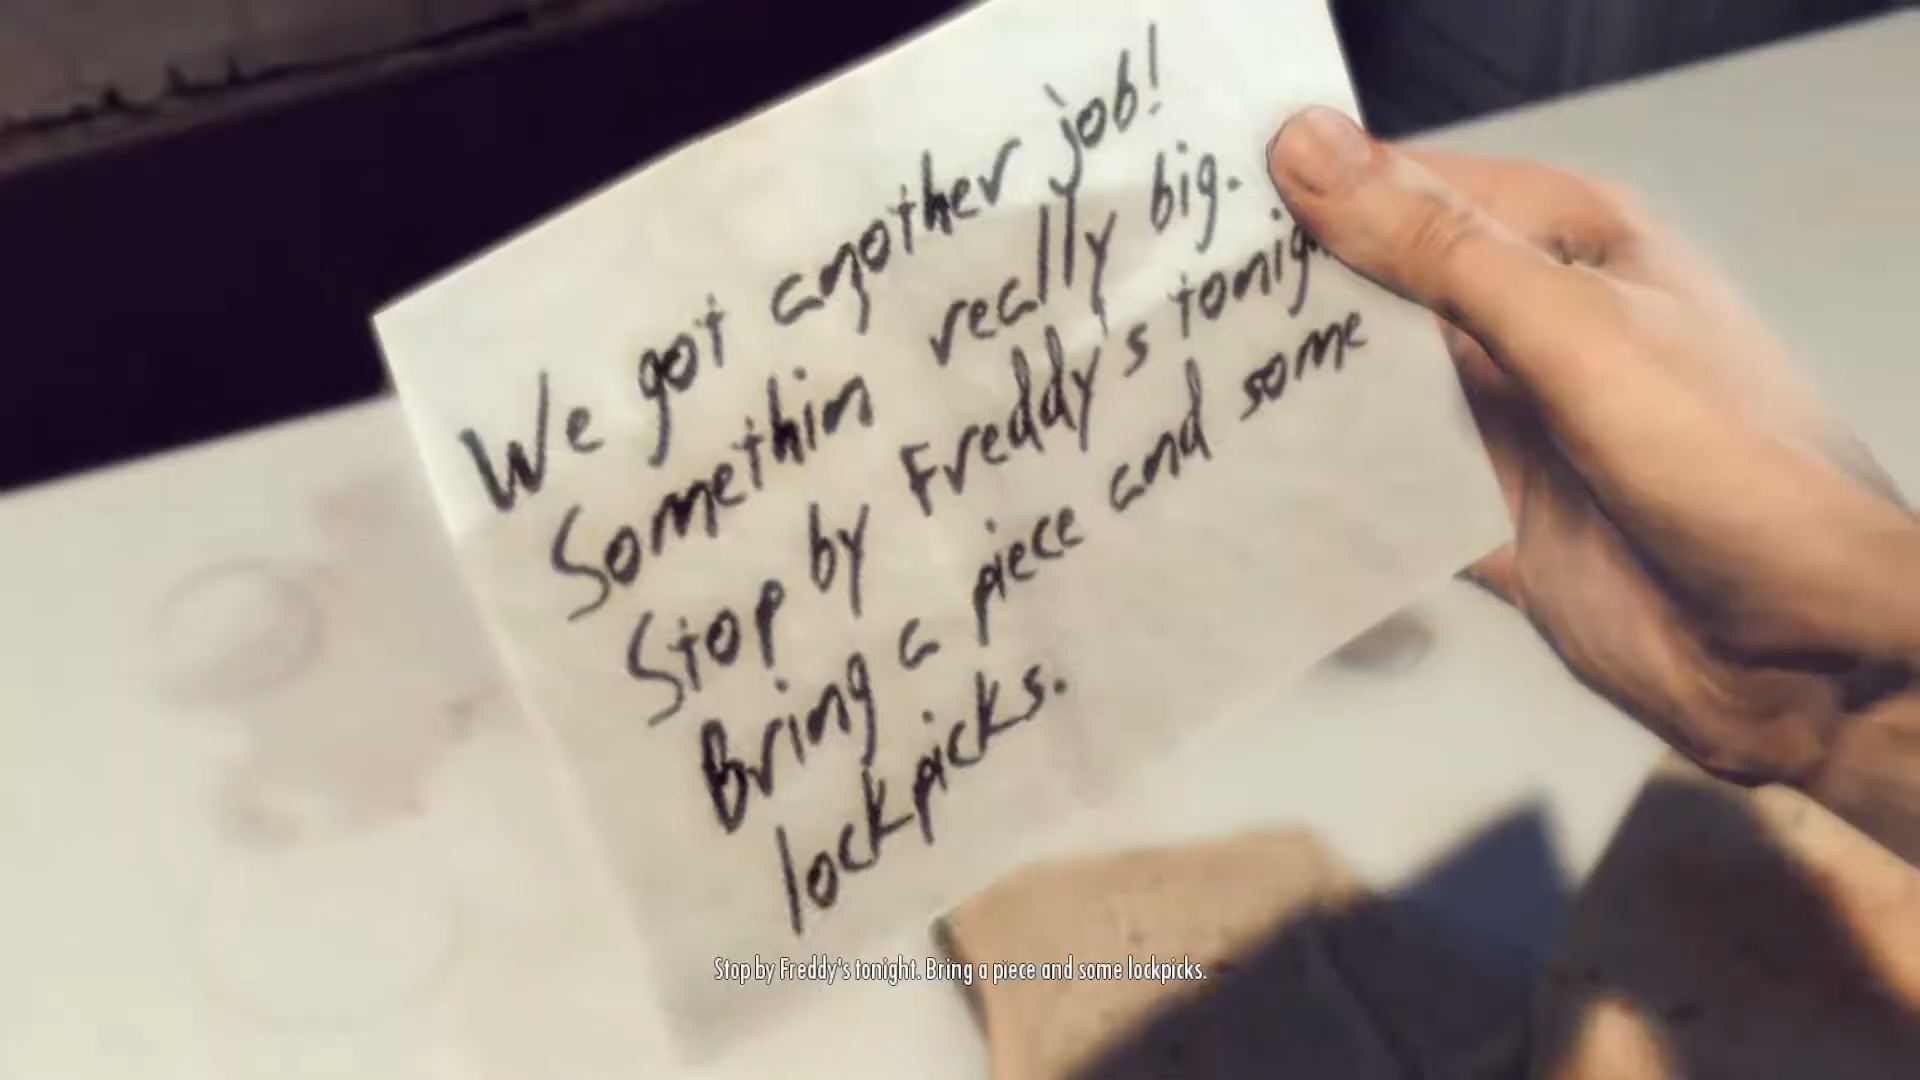 We got another job!
Somethin really big.
Stop by Freddy's
Bring a piece and some
lockpicks.
Stop by Freddy's tonight. Bring a piece and some lockpicks.